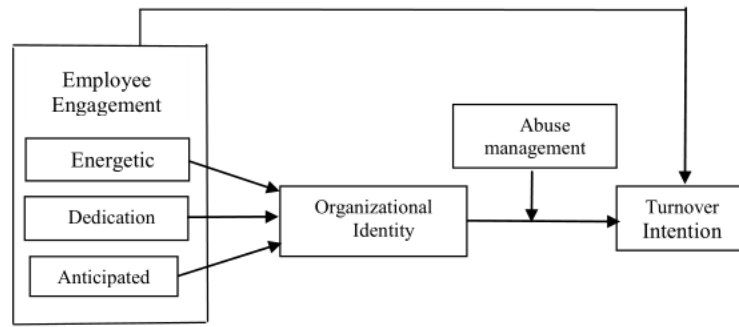 Employee
Engagement
Energetic
Dedication
Anticipated
Organizational
Identity
Abuse
management
Turnover
Intention